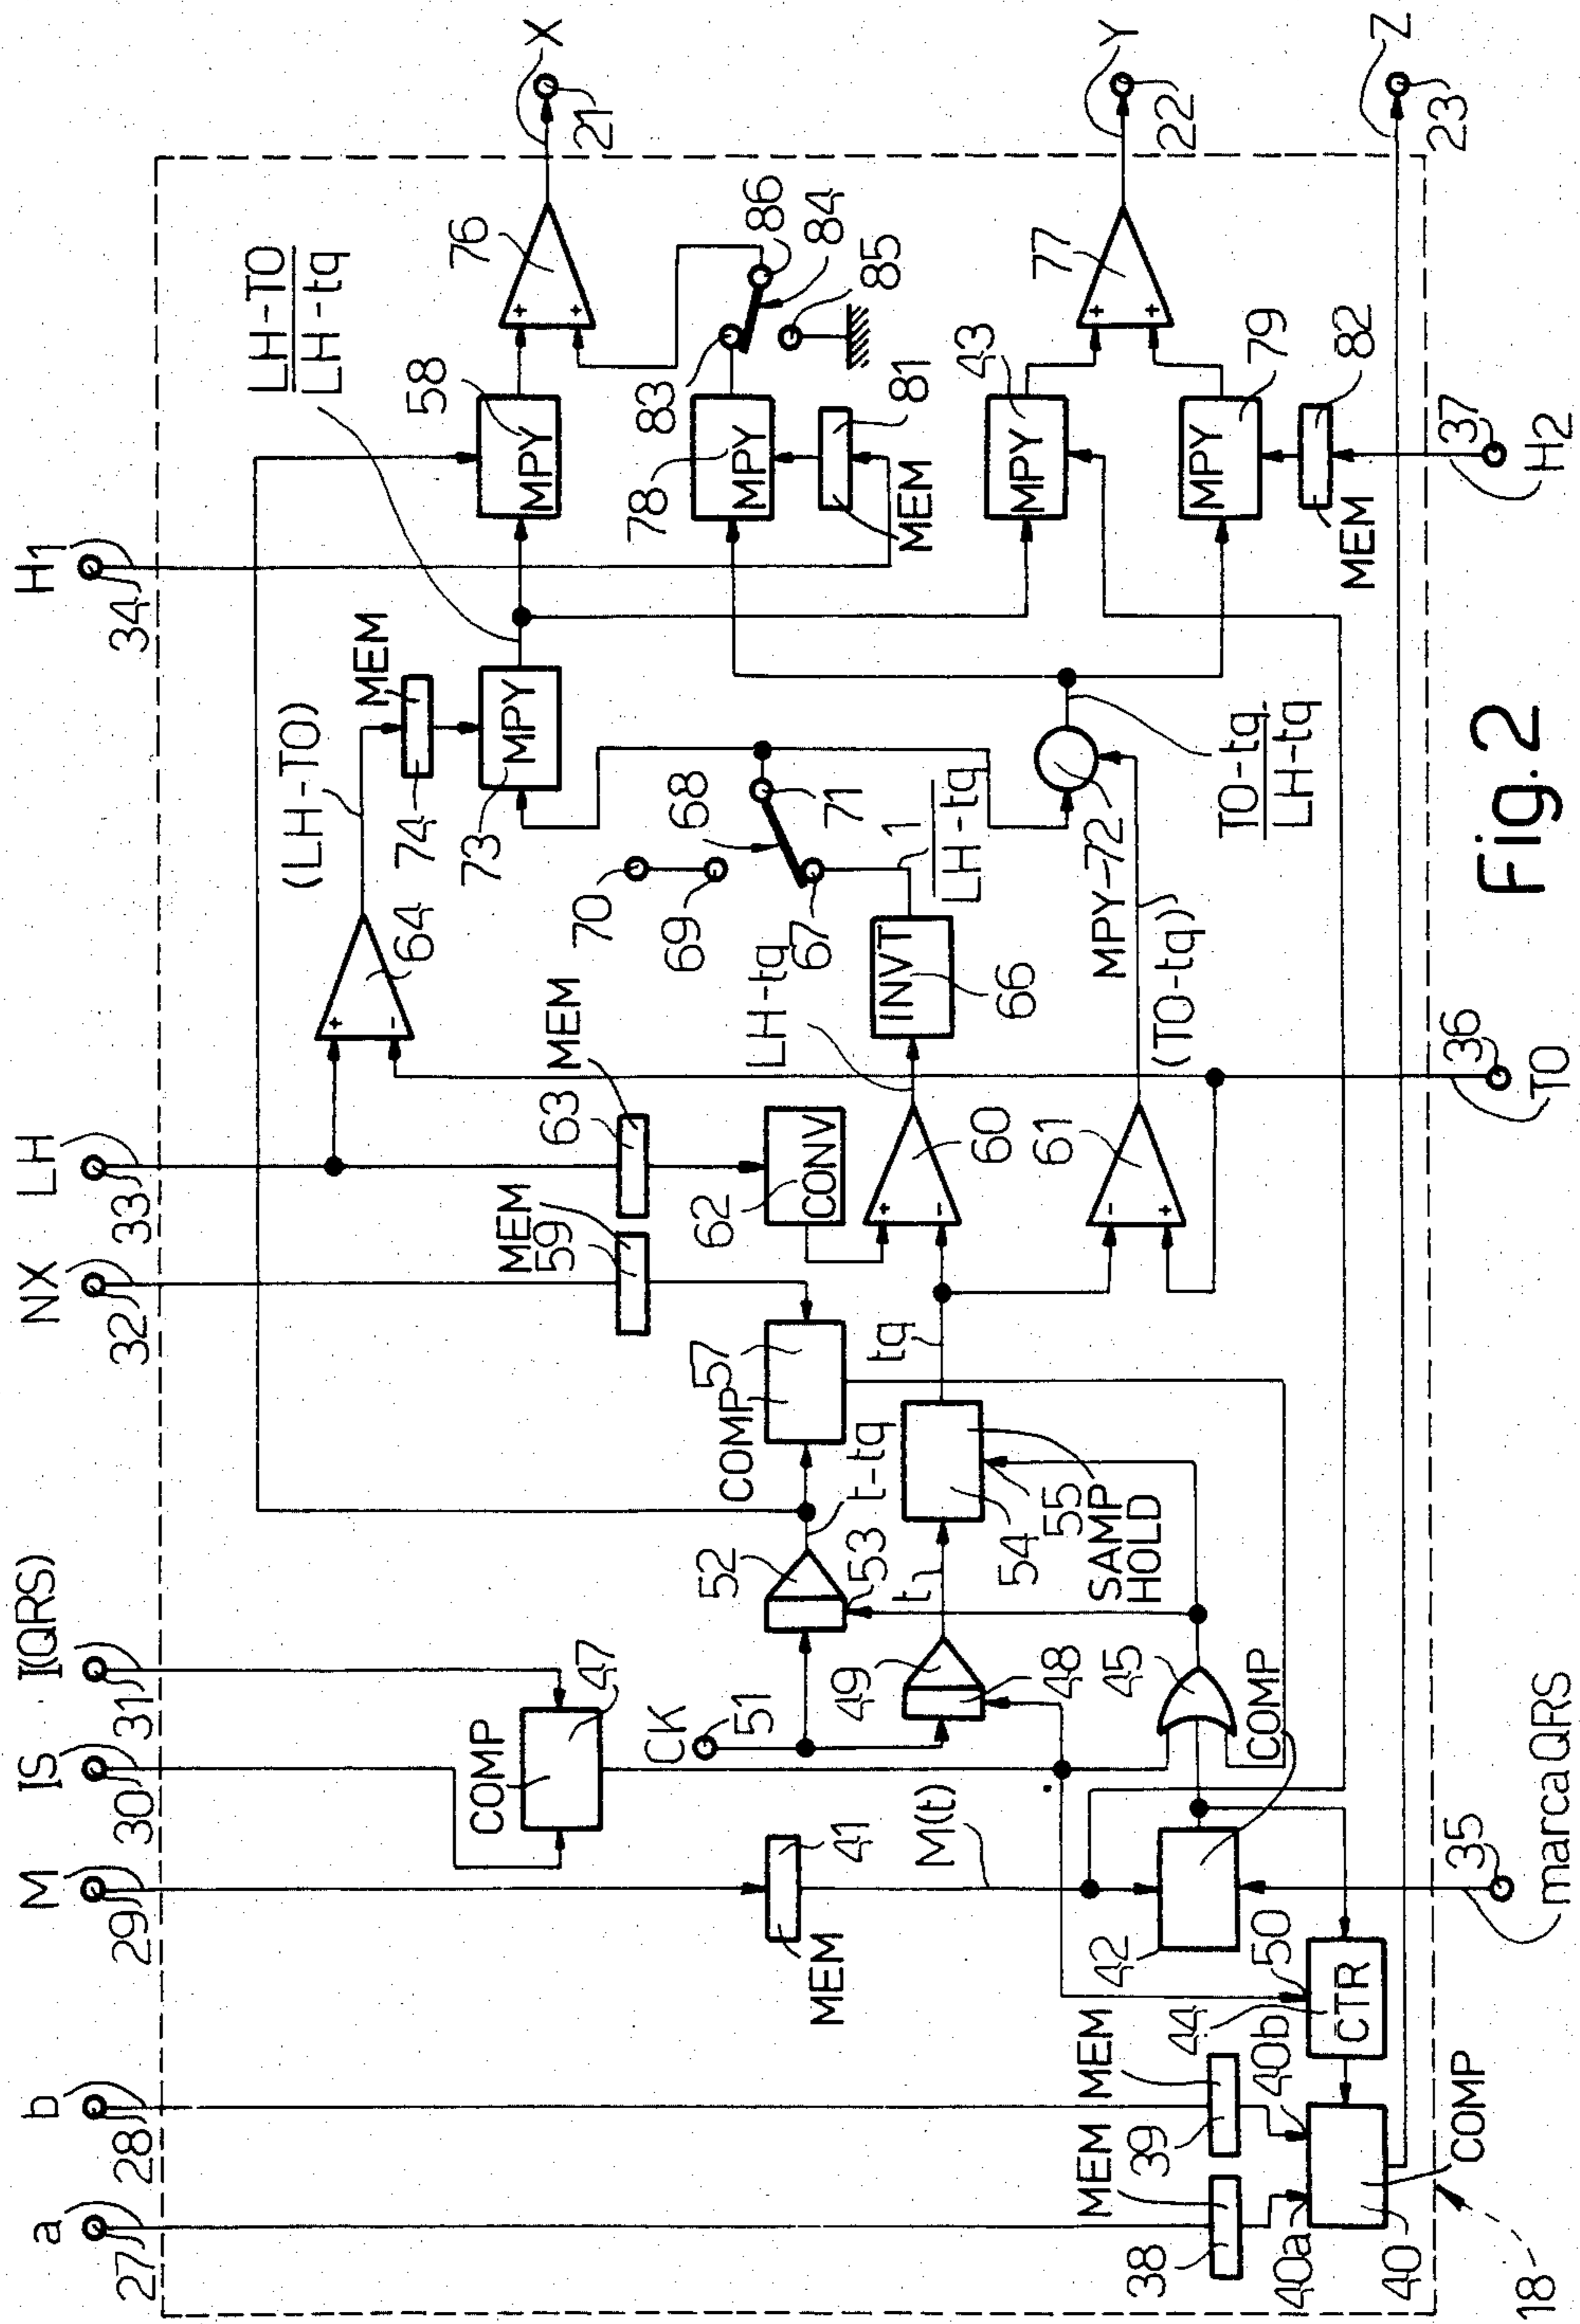 a
27
b
28
M
29
IS
30
I(QRS)
31
NX
32
LH
33
H1
34
38
MEM
39
MEM
40a
40b
40
COMP
44
50
CTR
18
41
MEM
M(t)
42
COMP
35
marca QRS
COMP
47
CK
51
49
48
45
52
53
t
t-tq
54
55
SAMP
HOLD
COMP
57
tq
MEM
59
63
MEM
62
CONV
60
61
LH-tq
64
(LH-TO)
INVT
66
67
68
69
70
71
1
LH-tq
MPY-72
(TO-tq)
TO-tq
LH-tq
36
TO
MEM
74
73
MPY
LH-TO
LH-tq
58
MPY
78
MPY
81
MEM
83
84
85
86
76
43
MPY
79
MPY
82
MEM
37
H2
77
X
21
Y
22
Z
23
Fig. 2